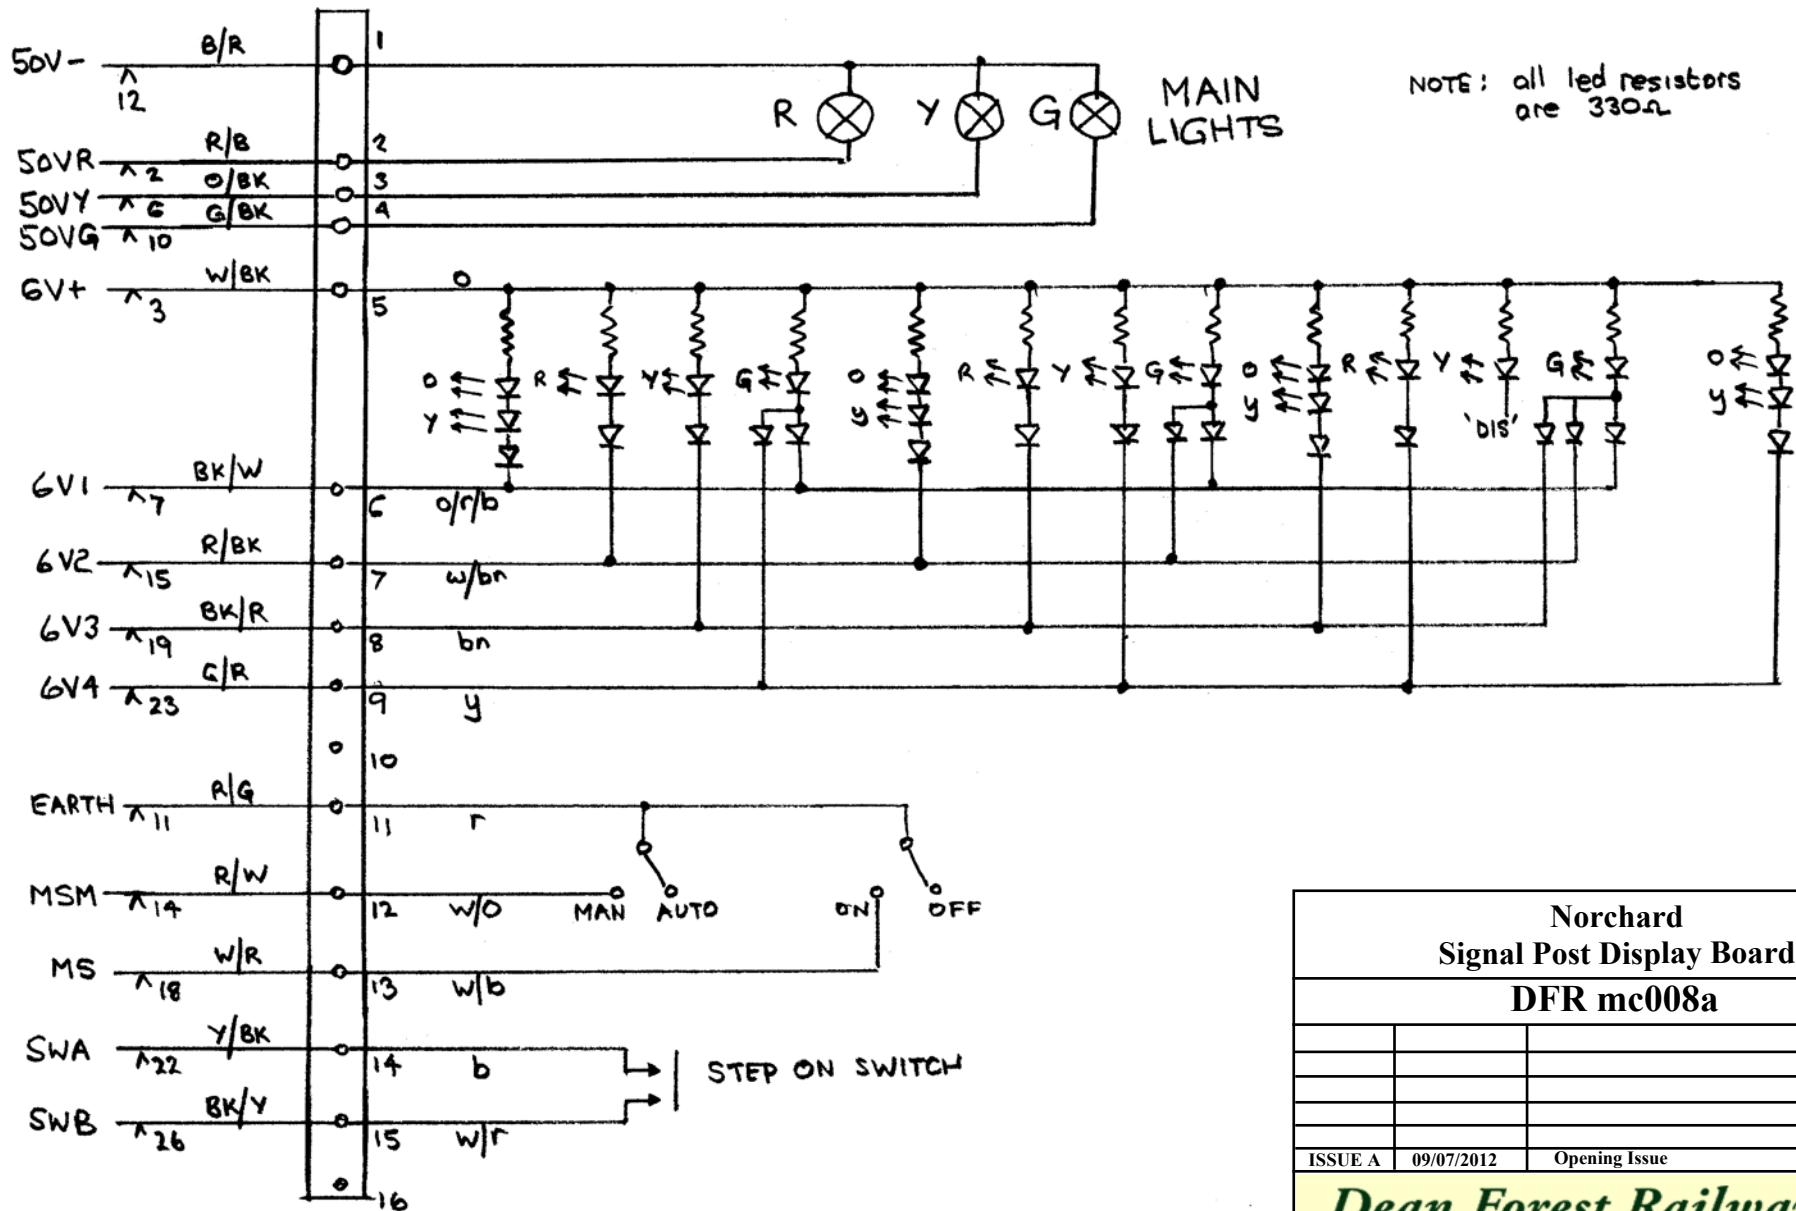 50V- ^12 B/R 1
50VR ^2 R/B 2
50VY ^6 O/BK 3
50VG ^10 G/BK 4
R Y G MAIN LIGHTS
NOTE: all led resistors
are 330Ω
6V+ ^3 W/BK 5 o
O Y R Y G O Y R Y G O Y R Y 'DIS' G O Y
6V1 ^7 BK/W 6 o/r/b
6V2 ^15 R/BK 7 w/bn
6V3 ^19 BK/R 8 bn
6V4 ^23 G/R 9 y
10
EARTH ^11 R/G 11 r
MSM ^14 R/W 12 w/o MAN AUTO ON OFF
MS ^18 W/R 13 w/b
SWA ^22 Y/BK 14 b
STEP ON SWITCH
SWB ^26 BK/Y 15 w/r
16
Norchard
Signal Post Display Board
DFR mc008a
ISSUE A 09/07/2012 Opening Issue
Dean Forest Railway